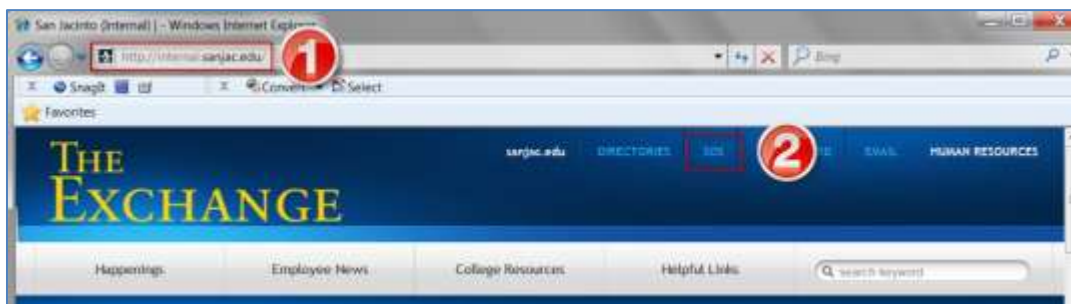 San Jacinto (Internal) | - Windows Internet Explorer
http://internal.sanjac.edu/
1
Bing
x SnagIt x Convert Select
Favorites
THE
EXCHANGE
sanjac.edu DIRECTORIES SOS 2 EMAIL HUMAN RESOURCES
Happenings Employee News College Resources Helpful Links search keyword